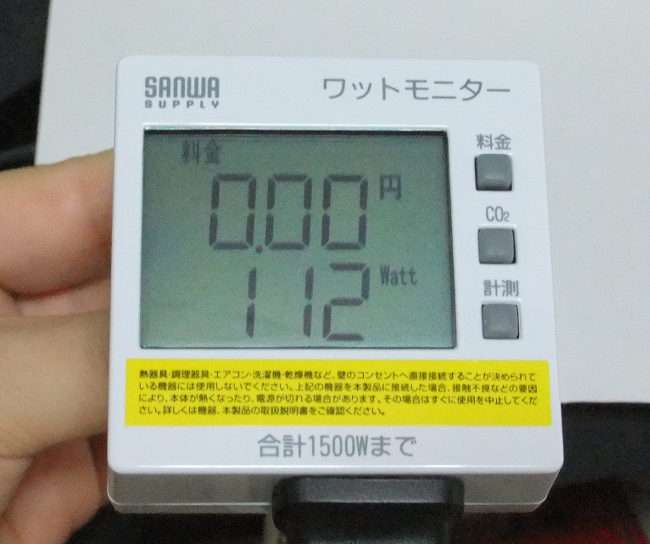 SANWA
SUPPLY
ワットモニター
料金
料金
0.00円
112Watt
CO₂
計測
熱器具・調理器具・エアコン・洗濯機・乾燥機など、壁のコンセントへ直接接続することが決められて
いる機器には使用しないでください。上記の機器を本製品に接続した場合、接触不良などの要因
により、本体が熱くなったり、電源が切れる場合があります。その場合はすぐに使用を中止してくだ
さい。詳しくは機器、本製品の取扱説明書をご確認ください。
合計1500Wまで